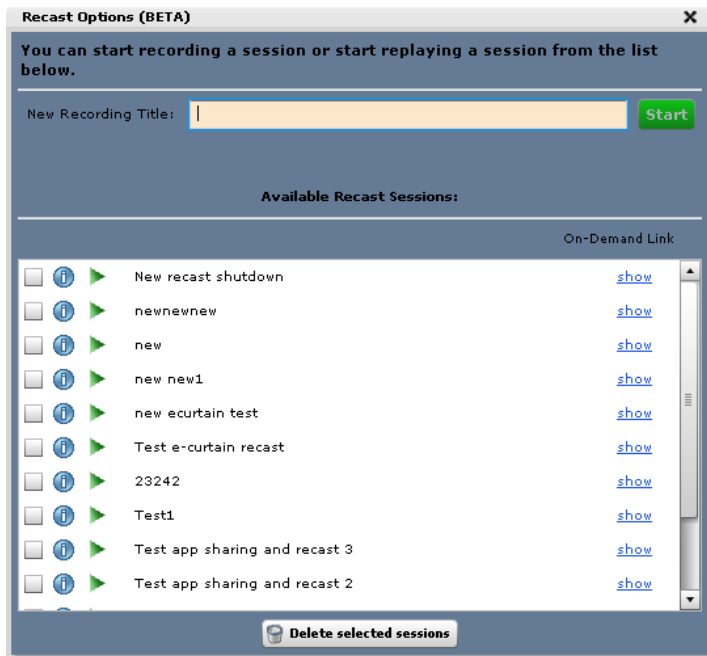 Recast Options (BETA)
You can start recording a session or start replaying a session from the list
below.
New Recording Title:
Start
Available Recast Sessions:
On-Demand Link
New recast shutdown show
newnewnew show
new show
new new1 show
new ecurtain test show
Test e-curtain recast show
23242 show
Test1 show
Test app sharing and recast 3 show
Test app sharing and recast 2 show
Delete selected sessions